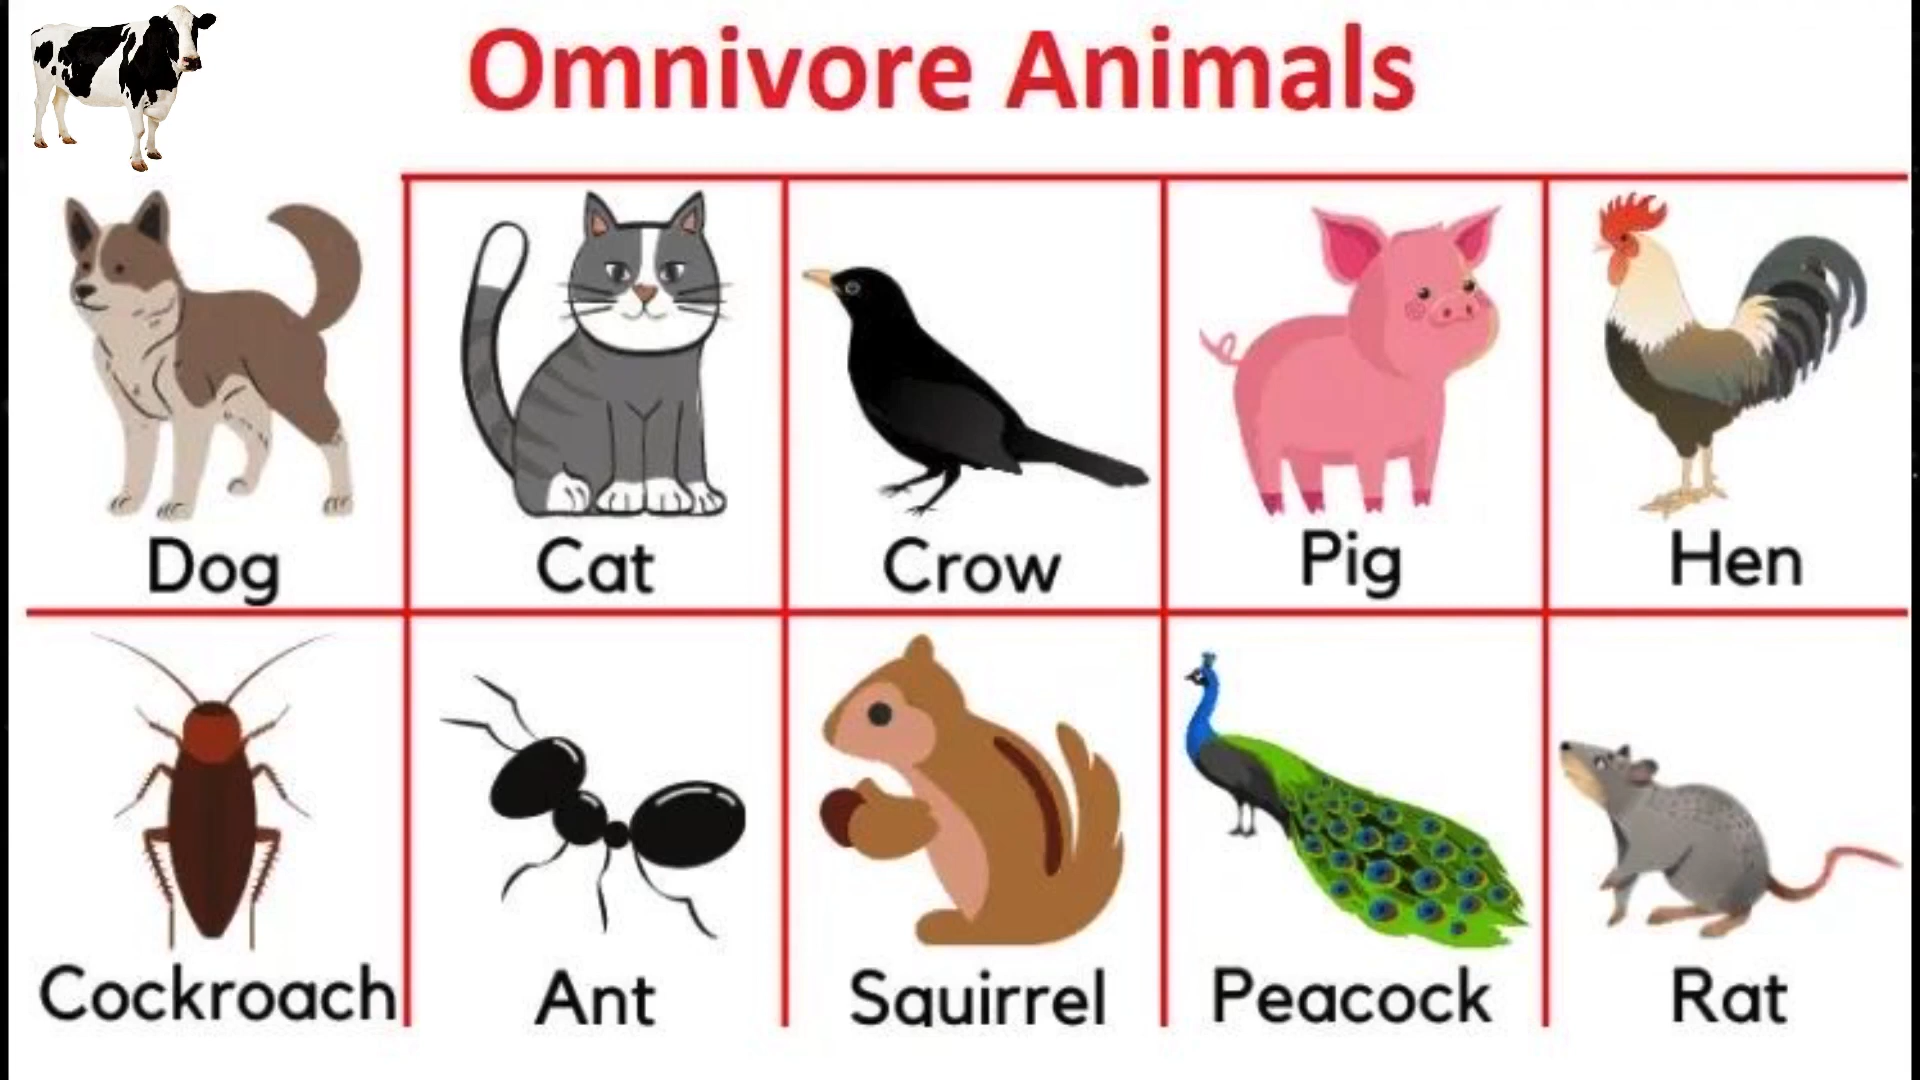 Omnivore Animals
Dog Cat Crow Pig Hen
Cockroach Ant Squirrel Peacock Rat